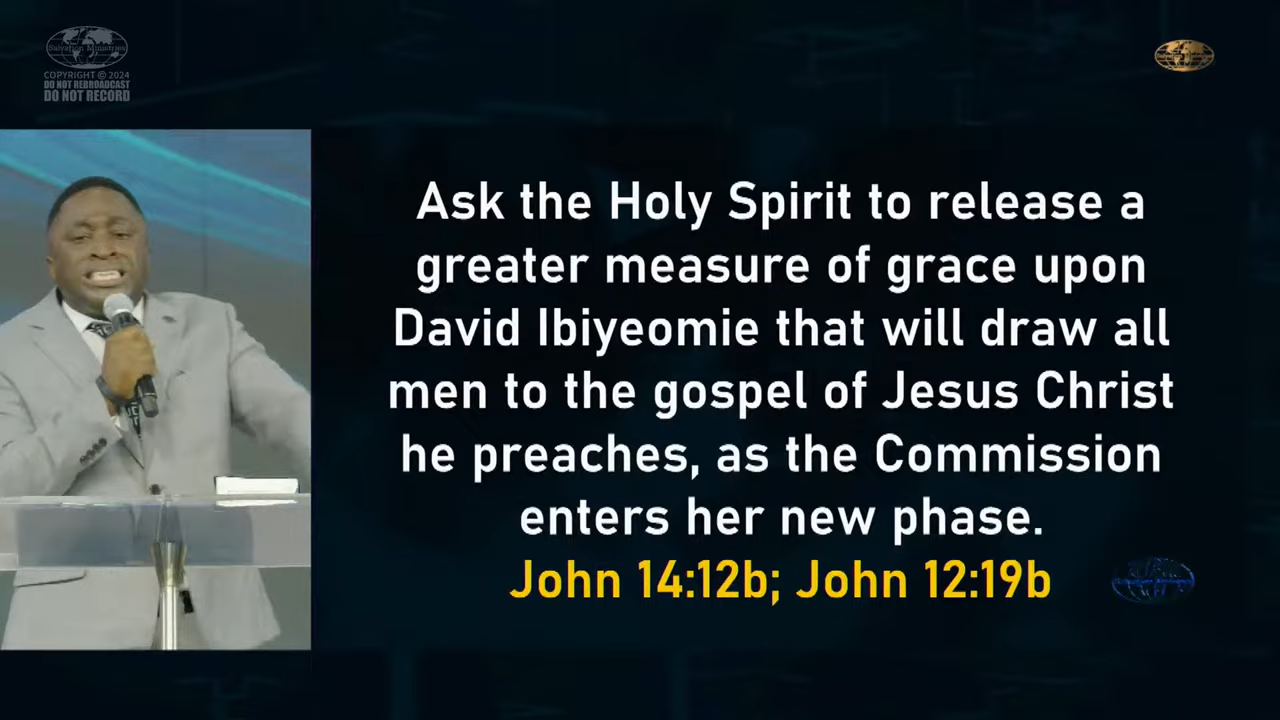 Salvation Ministries
COPYRIGHT © 2024
DO NOT REBROADCAST
DO NOT RECORD
Ask the Holy Spirit to release a
greater measure of grace upon
David Ibiyeomie that will draw all
men to the gospel of Jesus Christ
he preaches, as the Commission
enters her new phase.
John 14:12b; John 12:19b